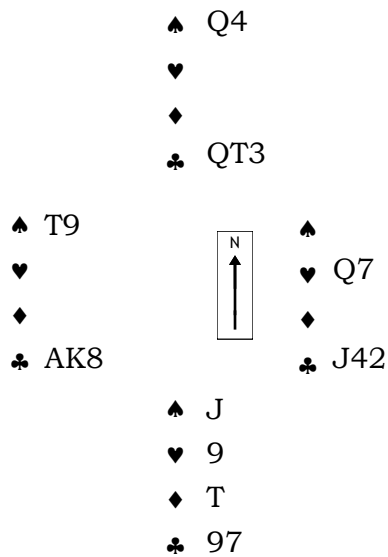 ♠ Q4
♥
♦
♣ QT3
♠ T9
♥
♦
♣ AK8
N
♠
♥ Q7
♦
♣ J42
♠ J
♥ 9
♦ T
♣ 97